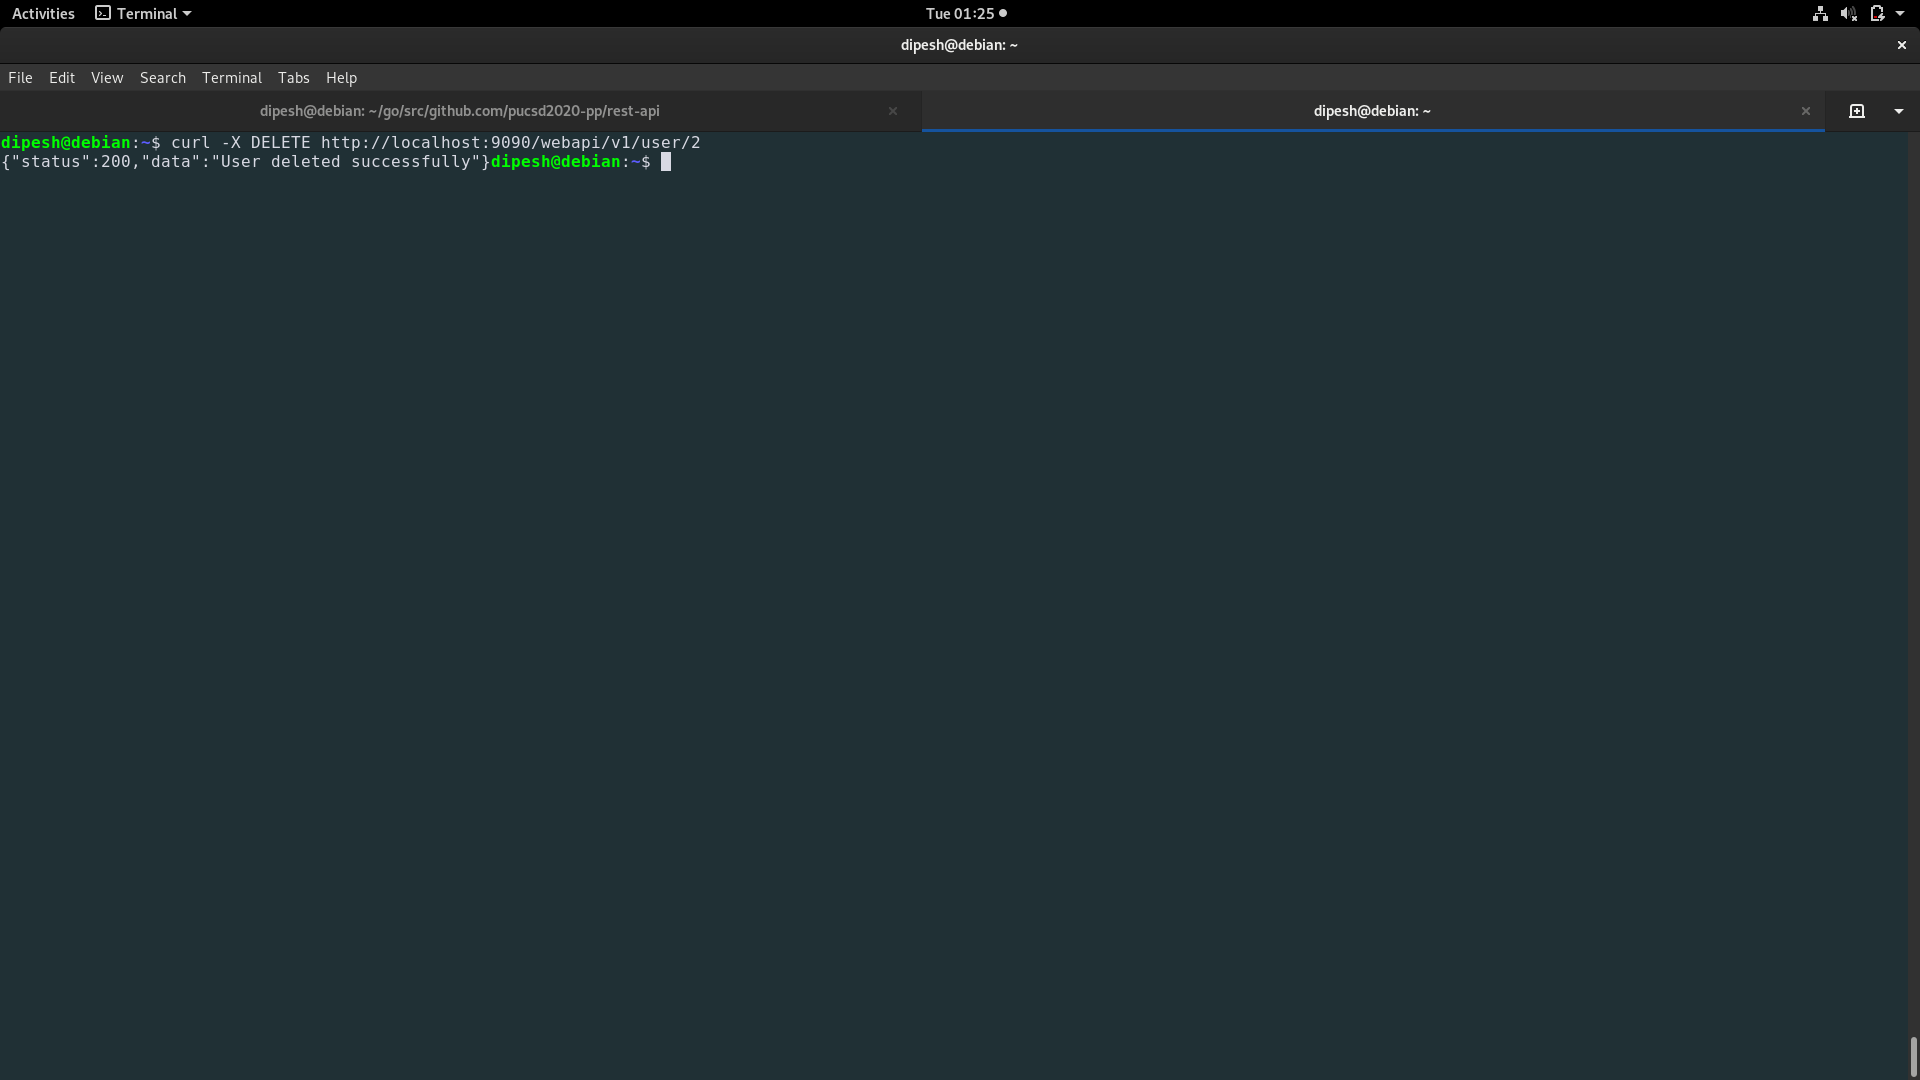 Activities Terminal Tue 01:25
dipesh@debian: ~
File Edit View Search Terminal Tabs Help
dipesh@debian: ~/go/src/github.com/pucsd2020-pp/rest-api dipesh@debian: ~
dipesh@debian:~$ curl -X DELETE http://localhost:9090/webapi/v1/user/2
{"status":200,"data":"User deleted successfully"}dipesh@debian:~$